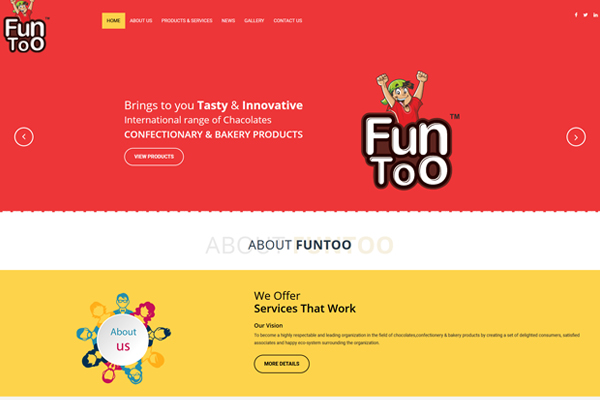 Fun
TM
ToO
HOME
ABOUT US
PRODUCTS & SERVICES
NEWS
GALLERY
CONTACT US
Brings to you Tasty & Innovative
International range of Chacolates
CONFECTIONARY & BAKERY PRODUCTS
VIEW PRODUCTS
Fun
TM
ToO
ABOUT FUNTOO
ABOUT FUNTOO
About
us
We Offer
Services That Work
Our Vision
To become a highly respectable and leading organization in the field of chacolates,confectionery & bakery products by creating a set of delighted consumers, satisfied
associates and happy eco-system surrounding the organization.
MORE DETAILS